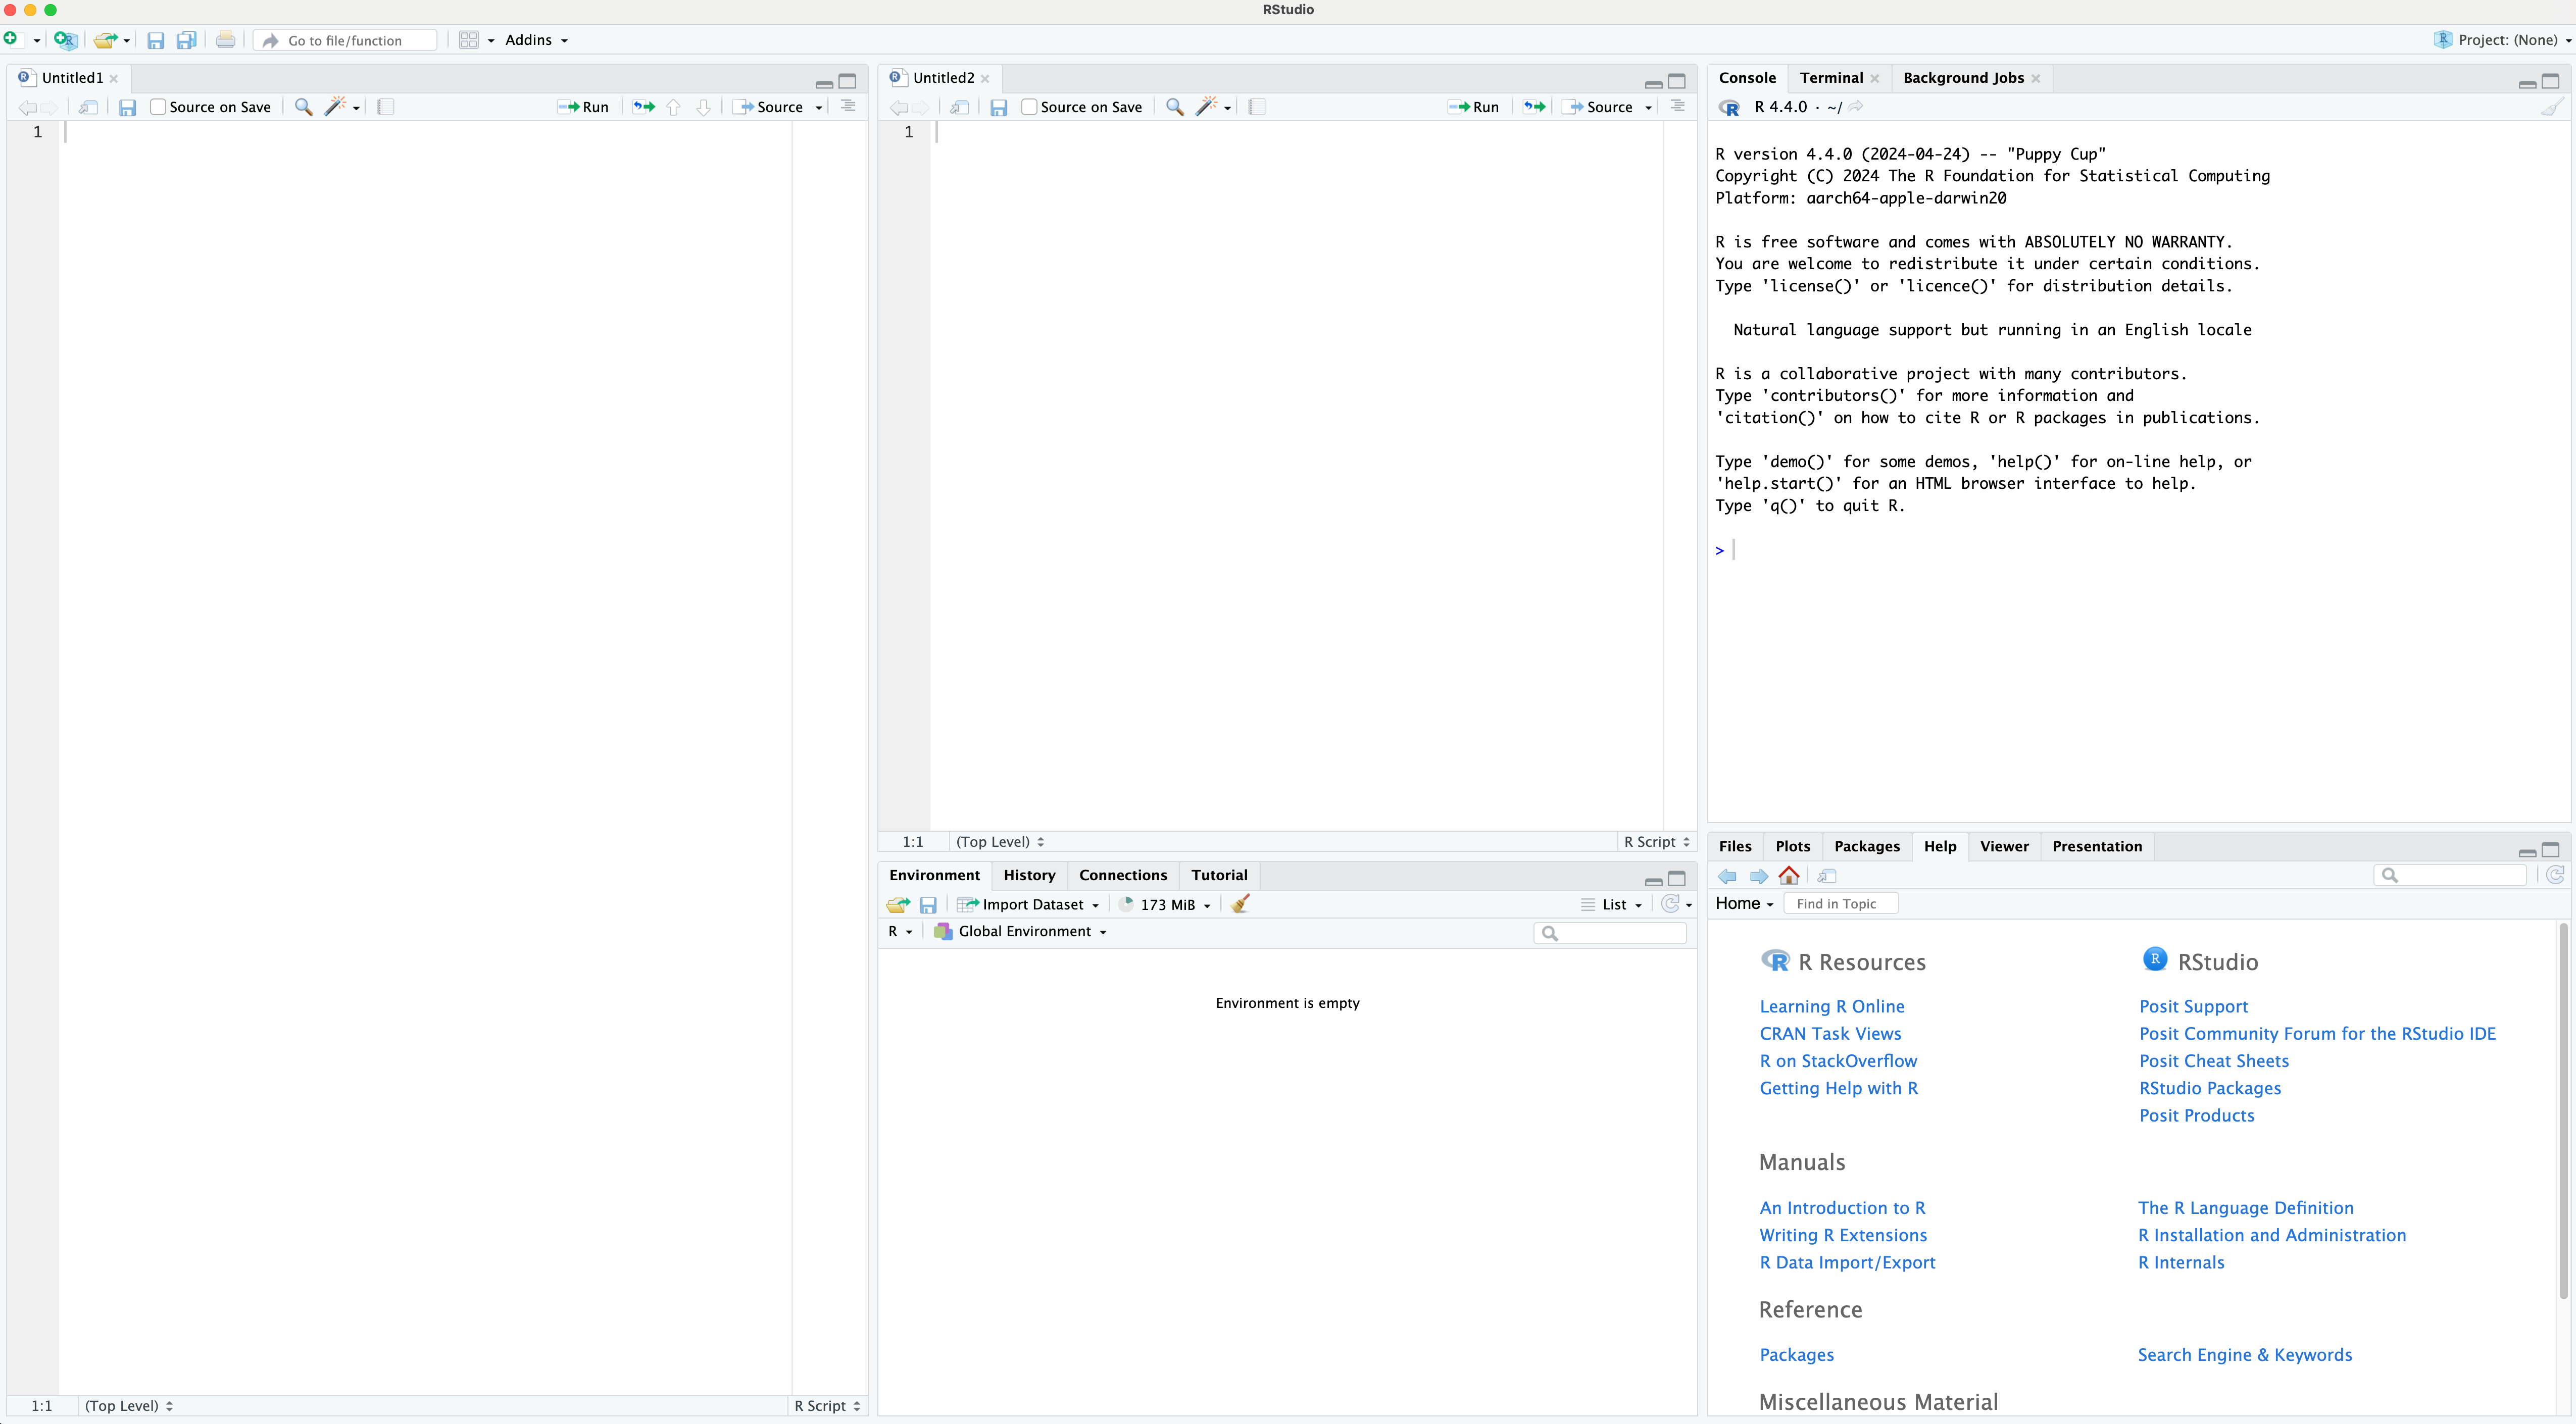 RStudio
Go to file/function
Addins
Project: (None)
Untitled1
Source on Save
Run
Source
1
1:1
(Top Level)
R Script
Untitled2
Source on Save
Run
Source
1
1:1
(Top Level)
R Script
Environment
History
Connections
Tutorial
Import Dataset
173 MiB
List
R
Global Environment
Environment is empty
Console
Terminal
Background Jobs
R 4.4.0 · ~/
R version 4.4.0 (2024-04-24) -- "Puppy Cup"
Copyright (C) 2024 The R Foundation for Statistical Computing
Platform: aarch64-apple-darwin20
R is free software and comes with ABSOLUTELY NO WARRANTY.
You are welcome to redistribute it under certain conditions.
Type 'license()' or 'licence()' for distribution details.
Natural language support but running in an English locale
R is a collaborative project with many contributors.
Type 'contributors()' for more information and
'citation()' on how to cite R or R packages in publications.
Type 'demo()' for some demos, 'help()' for on-line help, or
'help.start()' for an HTML browser interface to help.
Type 'q()' to quit R.
>
Files
Plots
Packages
Help
Viewer
Presentation
Home
Find in Topic
R Resources
Learning R Online
CRAN Task Views
R on StackOverflow
Getting Help with R
RStudio
Posit Support
Posit Community Forum for the RStudio IDE
Posit Cheat Sheets
RStudio Packages
Posit Products
Manuals
An Introduction to R
Writing R Extensions
R Data Import/Export
The R Language Definition
R Installation and Administration
R Internals
Reference
Packages
Search Engine & Keywords
Miscellaneous Material